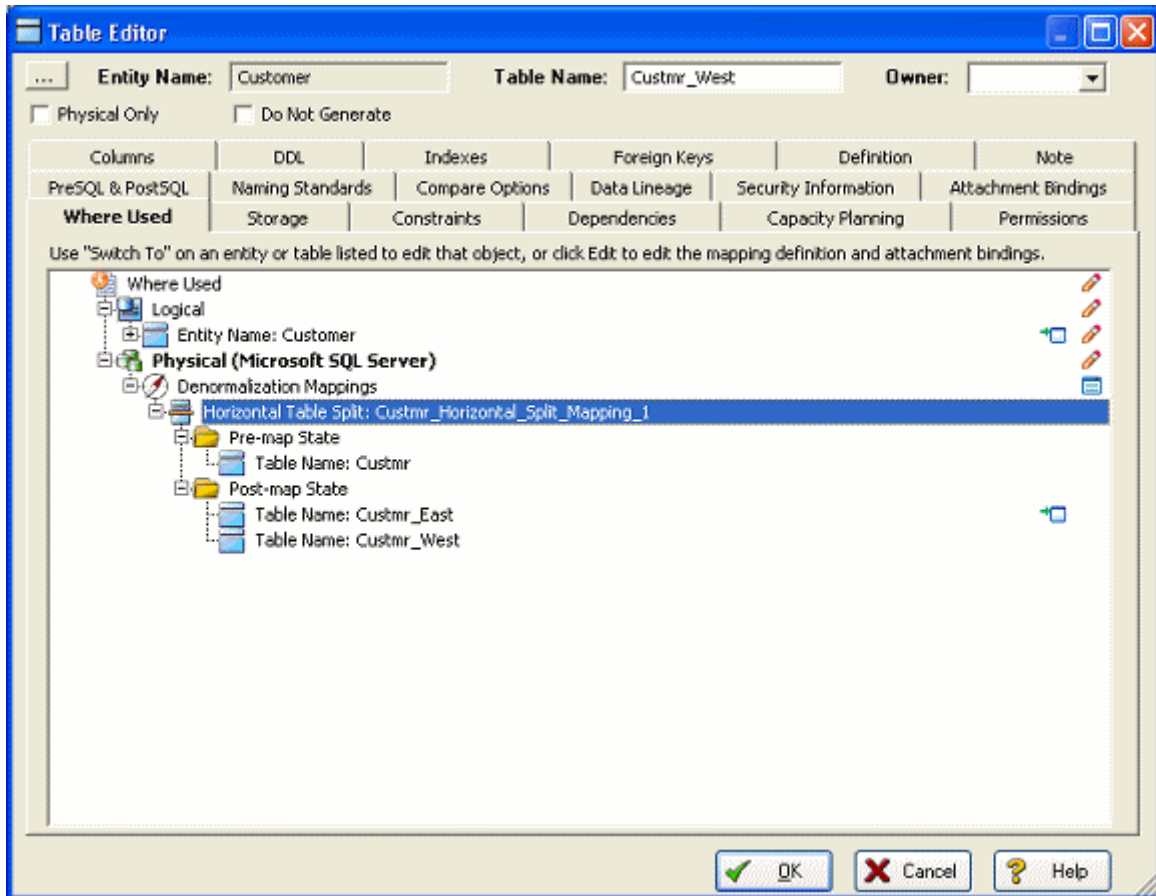 Table Editor
... Entity Name: Customer Table Name: Custmr_West Owner:
Physical Only Do Not Generate
Columns DDL Indexes Foreign Keys Definition Note
PreSQL & PostSQL Naming Standards Compare Options Data Lineage Security Information Attachment Bindings
Where Used Storage Constraints Dependencies Capacity Planning Permissions
Use "Switch To" on an entity or table listed to edit that object, or click Edit to edit the mapping definition and attachment bindings.
Where Used
Logical
Entity Name: Customer
Physical (Microsoft SQL Server)
Denormalization Mappings
Horizontal Table Split: Custmr_Horizontal_Split_Mapping_1
Pre-map State
Table Name: Custmr
Post-map State
Table Name: Custmr_East
Table Name: Custmr_West
OK Cancel Help